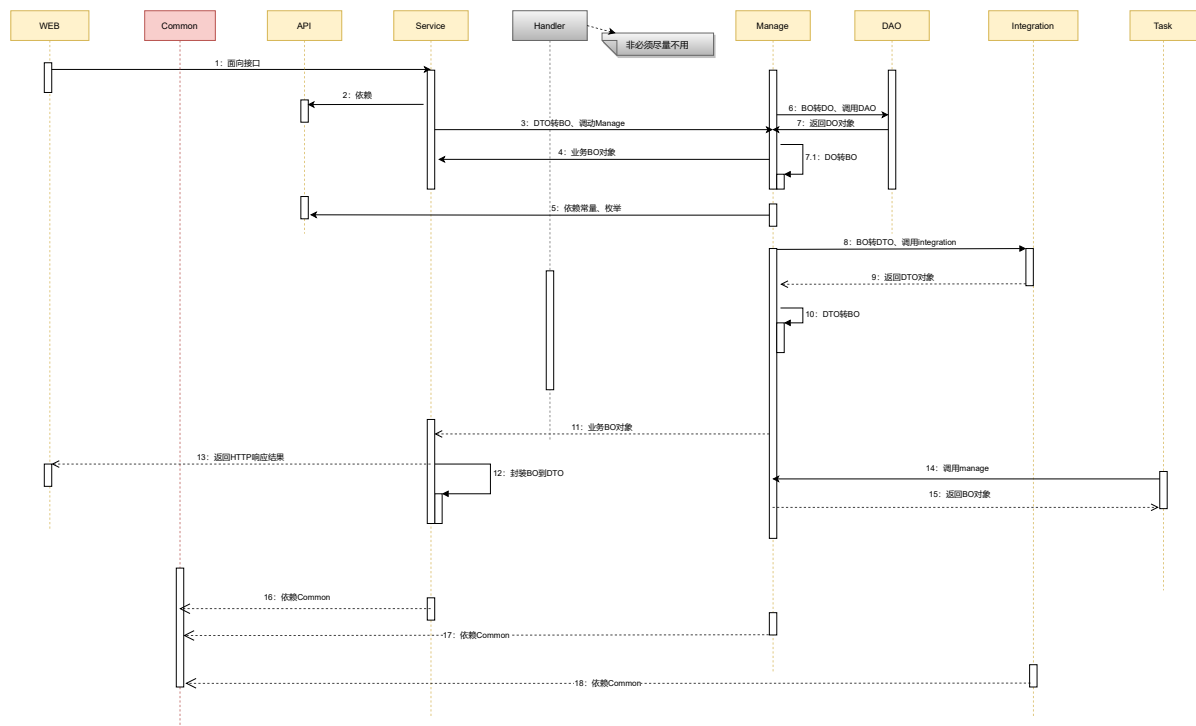 WEB
Common
API
Service
Handler
Manage
DAO
Integration
Task
非必须尽量不用
1：面向接口
2：依赖
6：BO转DO、调用DAO
3：DTO转BO、调动Manage
7：返回DO对象
4：业务BO对象
7.1：DO转BO
5：依赖常量、枚举
8：BO转DTO、调用integration
9：返回DTO对象
10：DTO转BO
11：业务BO对象
13：返回HTTP响应结果
12：封装BO到DTO
14：调用manage
15：返回BO对象
16：依赖Common
17：依赖Common
18：依赖Common